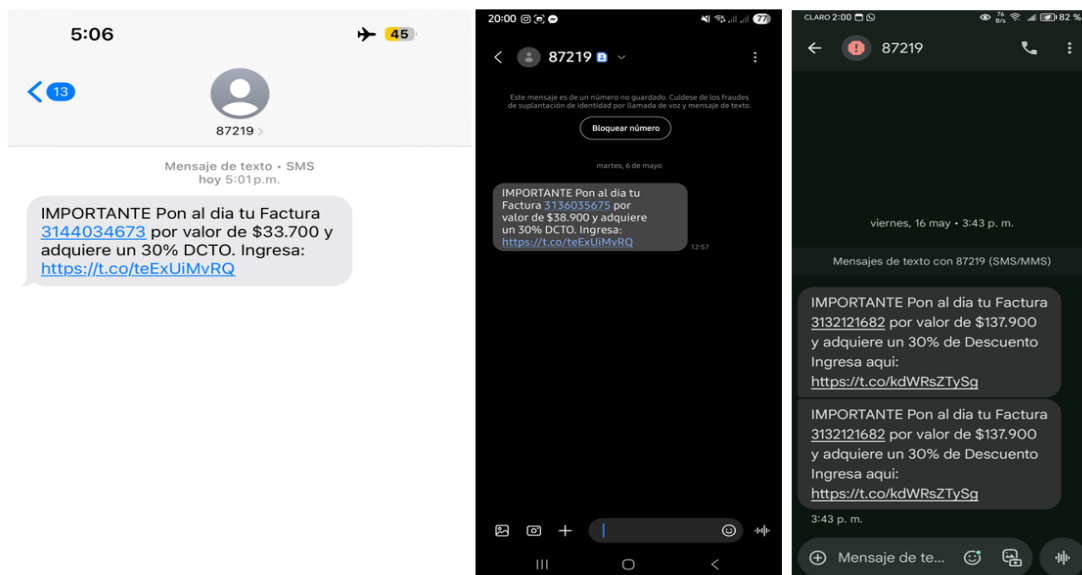 5:06
45
13
87219
Mensaje de texto • SMS
hoy 5:01 p.m.
IMPORTANTE Pon al dia tu Factura
3144034673 por valor de $33.700 y
adquiere un 30% DCTO. Ingresa:
https://t.co/teExUiMvRQ
20:00
77
87219
Este mensaje es de un número no guardado. Cuídese de los fraudes
de suplantación de identidad por llamada de voz y mensaje de texto.
Bloquear número
martes, 6 de mayo
IMPORTANTE Pon al dia tu
Factura 3136035675 por
valor de $38.900 y adquiere
un 30% DCTO. Ingresa:
https://t.co/teExUiMvRQ
12:57
CLARO 2:00
76 B/s
82 %
87219
viernes, 16 may • 3:43 p. m.
Mensajes de texto con 87219 (SMS/MMS)
IMPORTANTE Pon al dia tu Factura
3132121682 por valor de $137.900
y adquiere un 30% de Descuento
Ingresa aqui:
https://t.co/kdWRsZTySg
IMPORTANTE Pon al dia tu Factura
3132121682 por valor de $137.900
y adquiere un 30% de Descuento
Ingresa aqui:
https://t.co/kdWRsZTySg
3:43 p. m.
Mensaje de te...